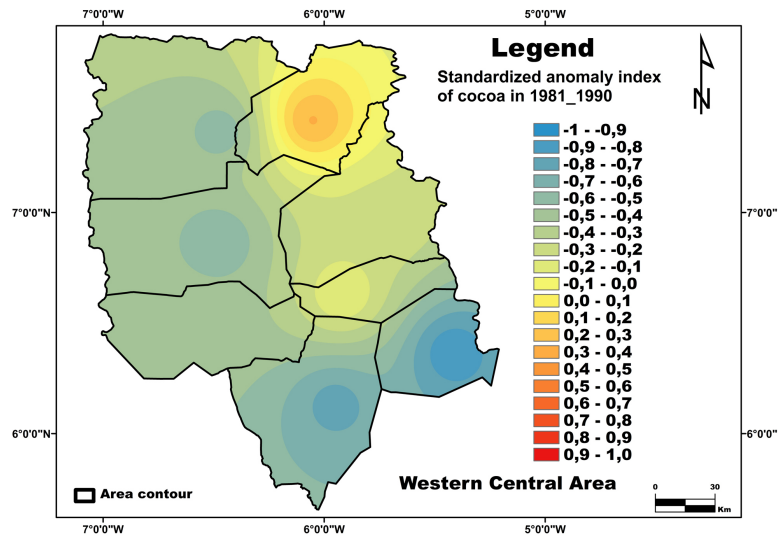 7°0'0"W 6°0'0"W 5°0'0"W
Legend
Standardized anomaly index
of cocoa in 1981_1990
N
-1 - -0,9
-0,9 - -0,8
-0,8 - -0,7
-0,7 - -0,6
-0,6 - -0,5
-0,5 - -0,4
-0,4 - -0,3
-0,3 - -0,2
-0,2 - -0,1
-0,1 - 0,0
0,0 - 0,1
0,1 - 0,2
0,2 - 0,3
0,3 - 0,4
0,4 - 0,5
0,5 - 0,6
0,6 - 0,7
0,7 - 0,8
0,8 - 0,9
0,9 - 1,0
7°0'0"N 7°0'0"N
6°0'0"N 6°0'0"N
Western Central Area
Area contour
0 30
Km
7°0'0"W 6°0'0"W 5°0'0"W